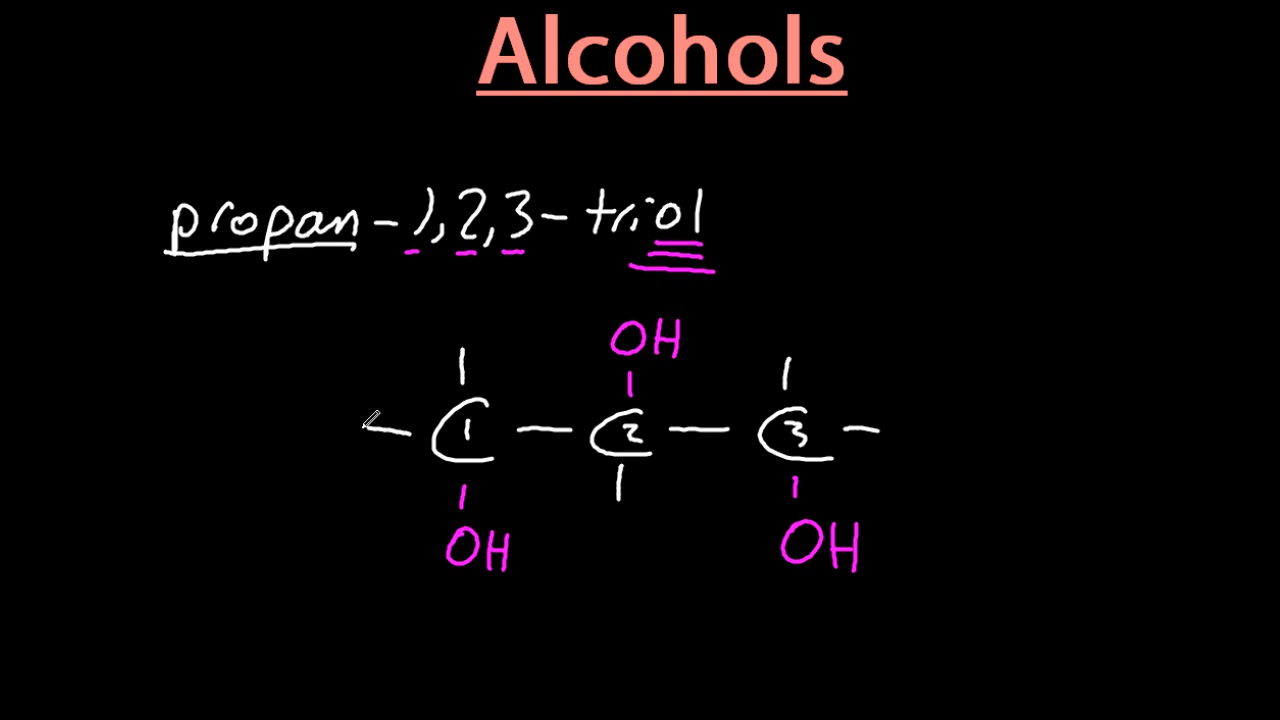 Alcohols
propan-1,2,3-triol
OH
C1 — C2 — C3
OH OH